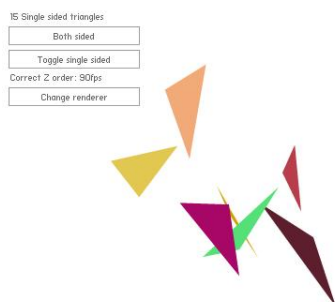 15 Single sided triangles
Both sided
Toggle single sided
Correct Z order: 90fps
Change renderer